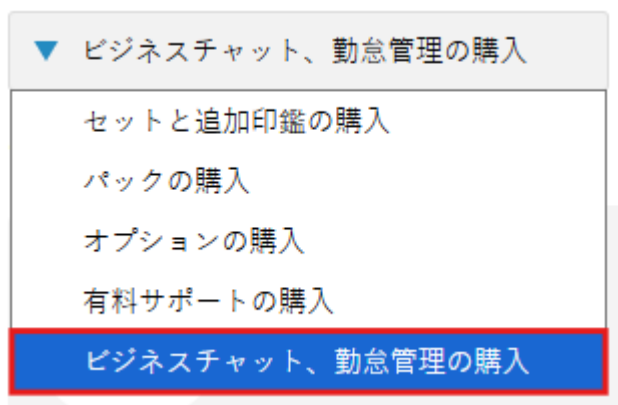 ▼ ビジネスチャット、勤怠管理の購入
セットと追加印鑑の購入
パックの購入
オプションの購入
有料サポートの購入
ビジネスチャット、勤怠管理の購入